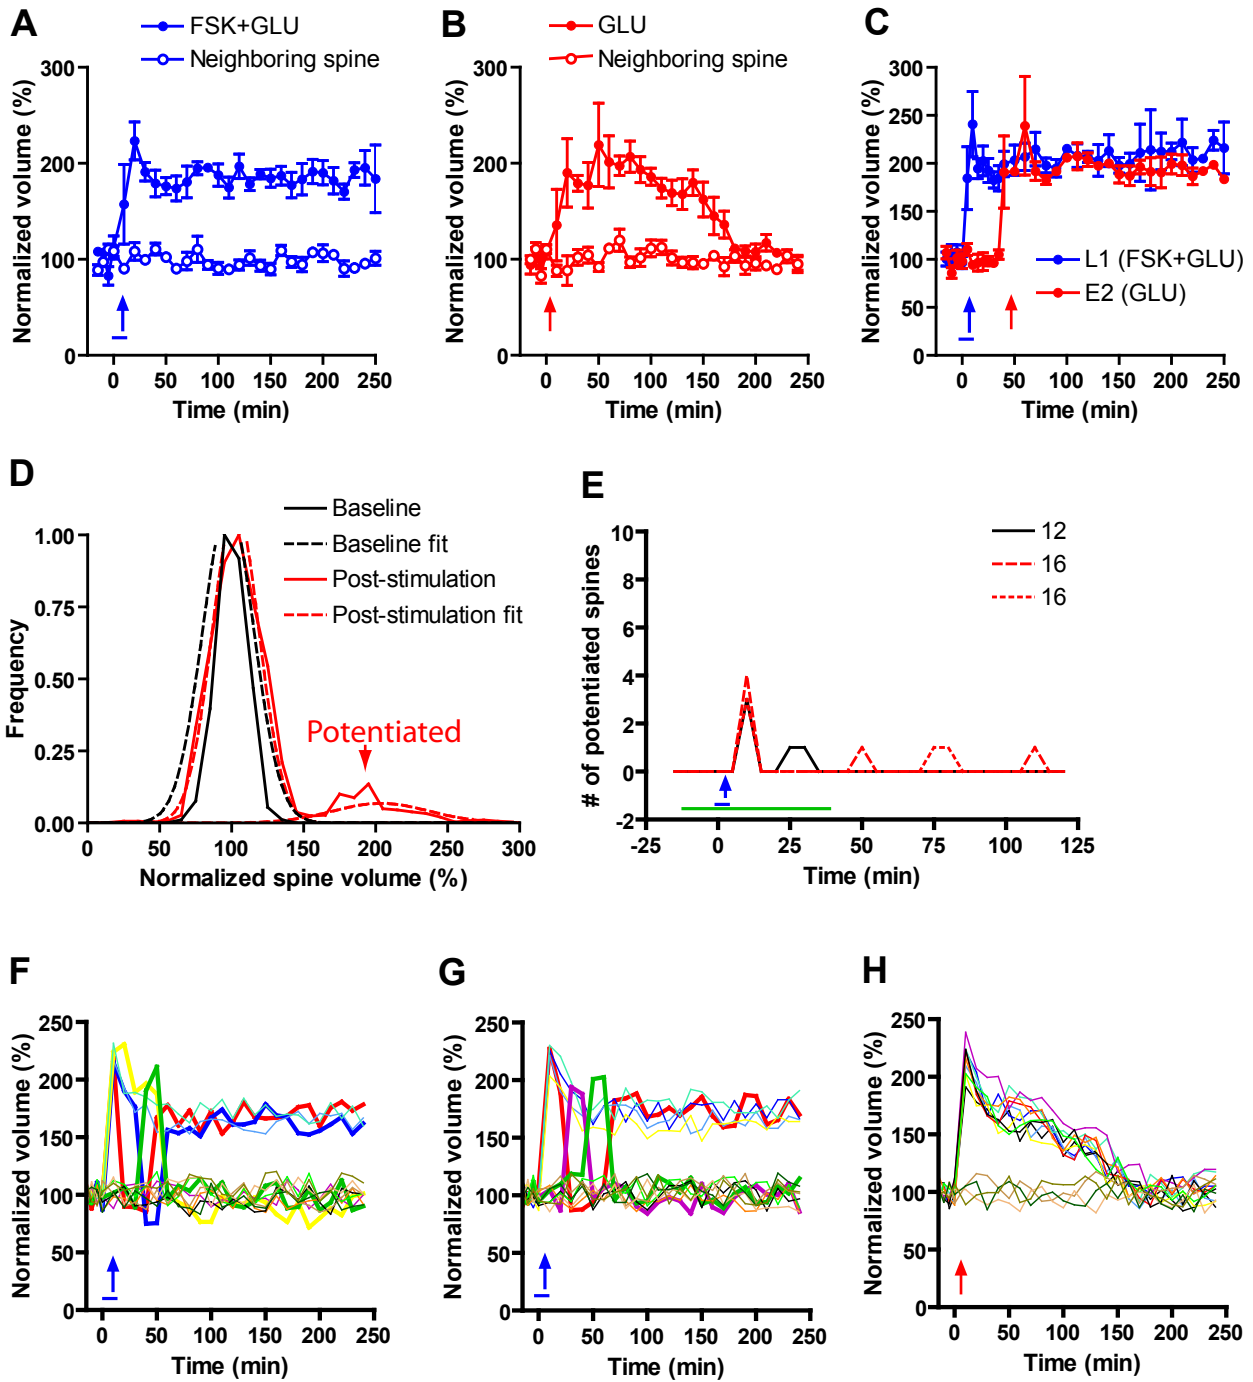 A
FSK+GLU
Neighboring spine
Normalized volume (%)
300
200
100
0
0 50 100 150 200 250
Time (min)
B
GLU
Neighboring spine
Normalized volume (%)
300
200
100
0
0 50 100 150 200 250
Time (min)
C
Normalized volume (%)
300
250
200
150
100
50
0
L1 (FSK+GLU)
E2 (GLU)
0 50 100 150 200 250
Time (min)
D
Baseline
Baseline fit
Post-stimulation
Post-stimulation fit
Frequency
1.00
0.75
0.50
0.25
0.00
Potentiated
0 50 100 150 200 250 300
Normalized spine volume (%)
E
12
16
16
# of potentiated spines
10
8
6
4
2
0
-2
-25 0 25 50 75 100 125
Time (min)
F
Normalized volume (%)
250
200
150
100
50
0
0 50 100 150 200 250
Time (min)
G
Normalized volume (%)
250
200
150
100
50
0
0 50 100 150 200 250
Time (min)
H
Normalized volume (%)
250
200
150
100
50
0
0 50 100 150 200 250
Time (min)